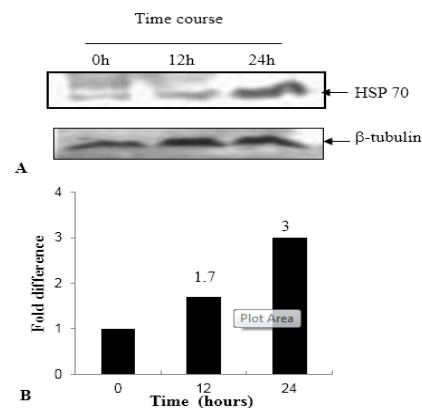 Time course
0h 12h 24h
HSP 70
β-tubulin
A
4
3
2
1
0
Fold difference
1.7
3
Plot Area
0 12 24
Time (hours)
B